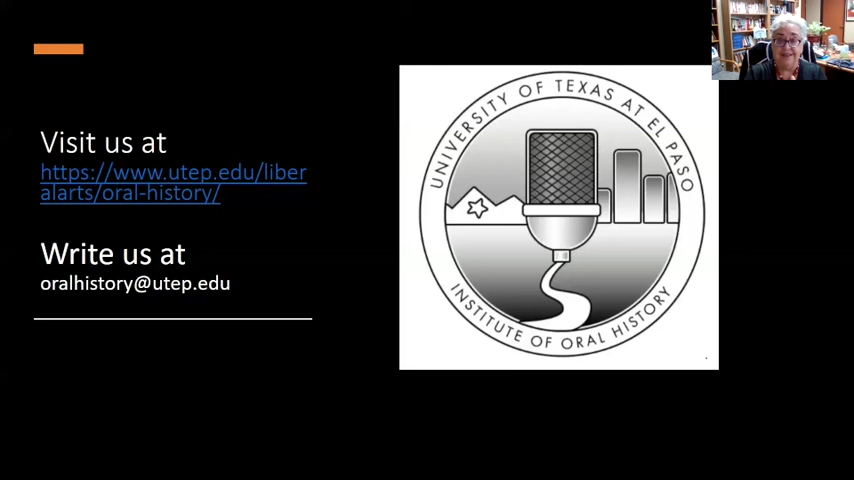 Visit us at
https://www.utep.edu/liber
alarts/oral-history/
Write us at
oralhistory@utep.edu
UNIVERSITY OF TEXAS AT EL PASO
INSTITUTE OF ORAL HISTORY